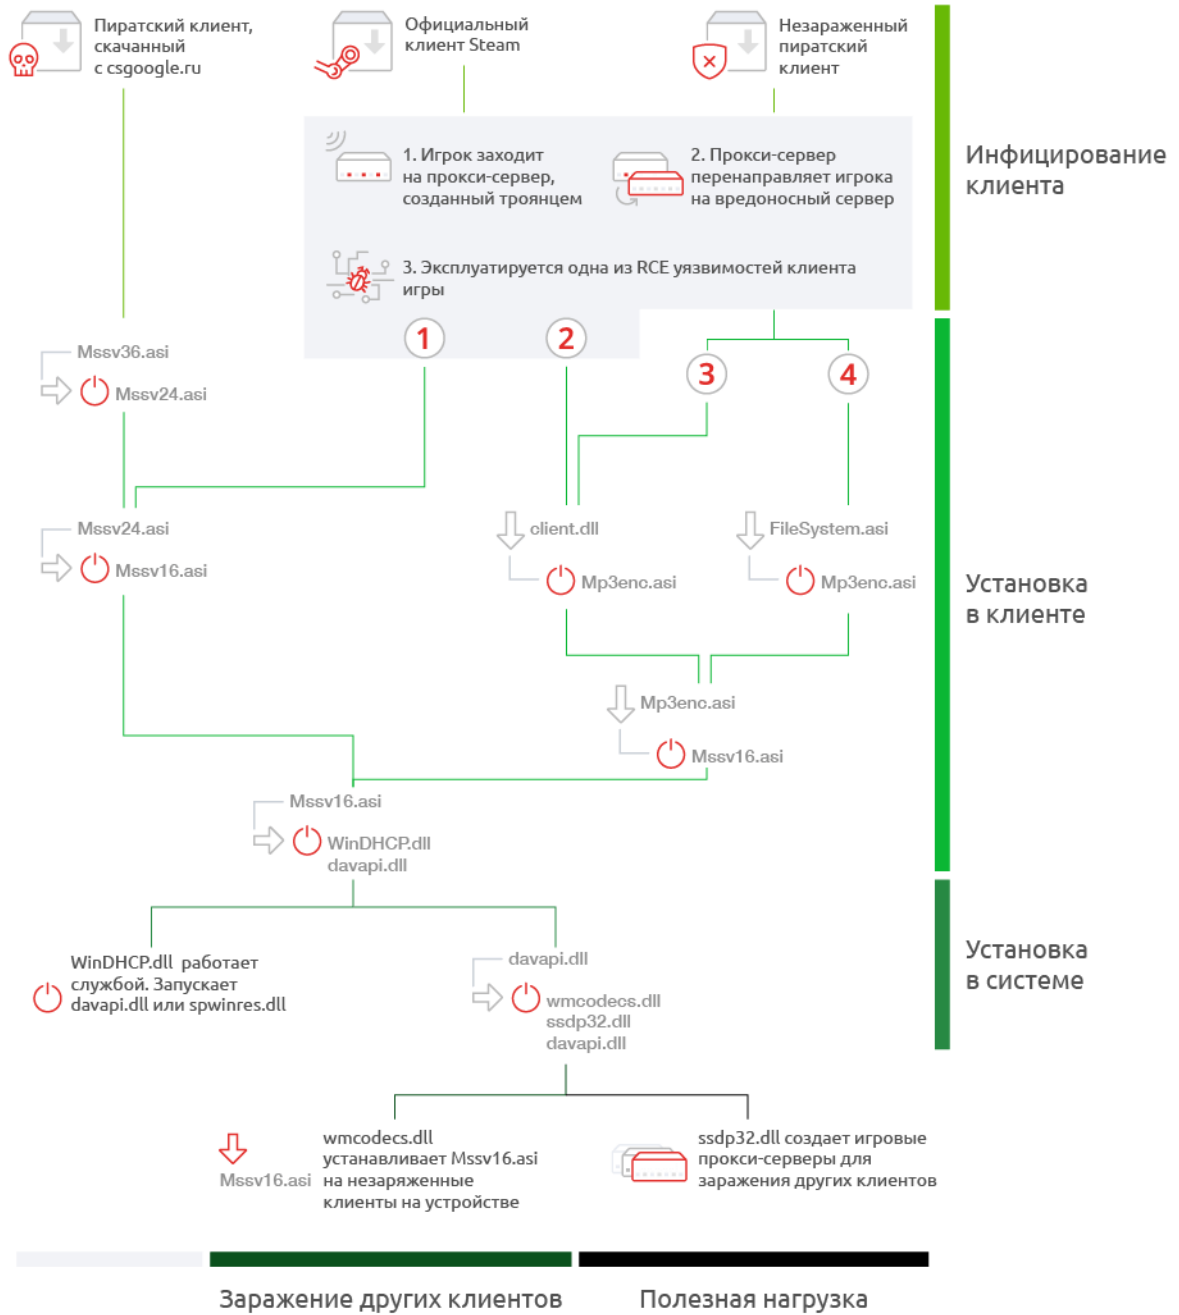 Пиратский клиент,
скачанный
с csgoogle.ru
Официальный
клиент Steam
Незараженный
пиратский
клиент
1. Игрок заходит
на прокси-сервер,
созданный троянцем
2. Прокси-сервер
перенаправляет игрока
на вредоносный сервер
3. Эксплуатируется одна из RCE уязвимостей клиента
игры
Инфицирование
клиента
1
2
3
4
Mssv36.asi
Mssv24.asi
Mssv24.asi
Mssv16.asi
client.dll
Mp3enc.asi
FileSystem.asi
Mp3enc.asi
Установка
в клиенте
Mp3enc.asi
Mssv16.asi
Mssv16.asi
WinDHCP.dll
davapi.dll
WinDHCP.dll работает
службой. Запускает
davapi.dll или spwinres.dll
davapi.dll
wmcodecs.dll
ssdp32.dll
davapi.dll
Установка
в системе
Mssv16.asi
wmcodecs.dll
устанавливает Mssv16.asi
на незаряженные
клиенты на устройстве
ssdp32.dll создает игровые
прокси-серверы для
заражения других клиентов
Заражение других клиентов
Полезная нагрузка